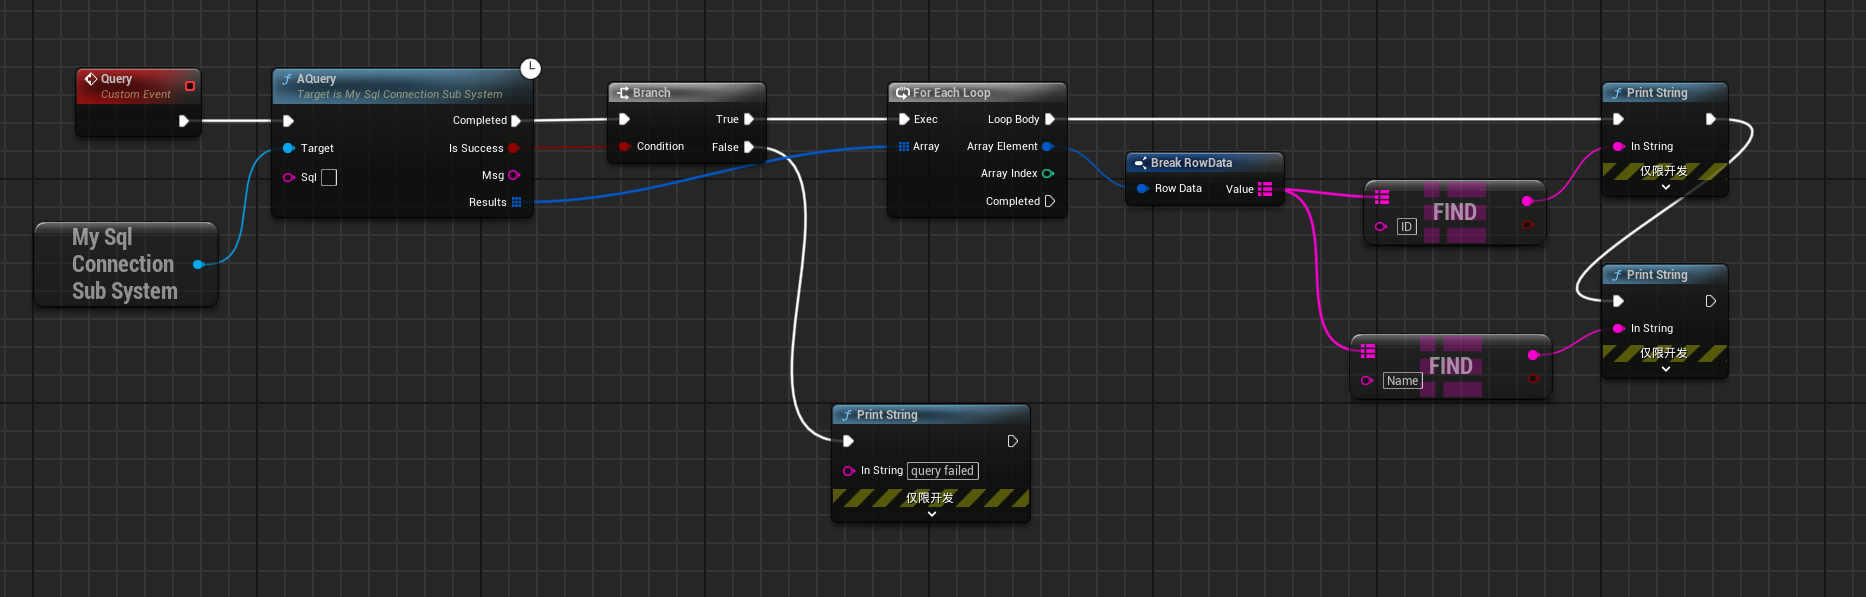 Query
Custom Event
AQuery
Target is My Sql Connection Sub System
Completed
Target
Is Success
Sql
Msg
Results
My Sql
Connection
Sub System
Branch
True
Condition
False
For Each Loop
Exec
Loop Body
Array
Array Element
Array Index
Completed
Break RowData
Row Data
Value
FIND
ID
FIND
Name
Print String
In String
仅限开发
Print String
In String
仅限开发
Print String
In String
query failed
仅限开发